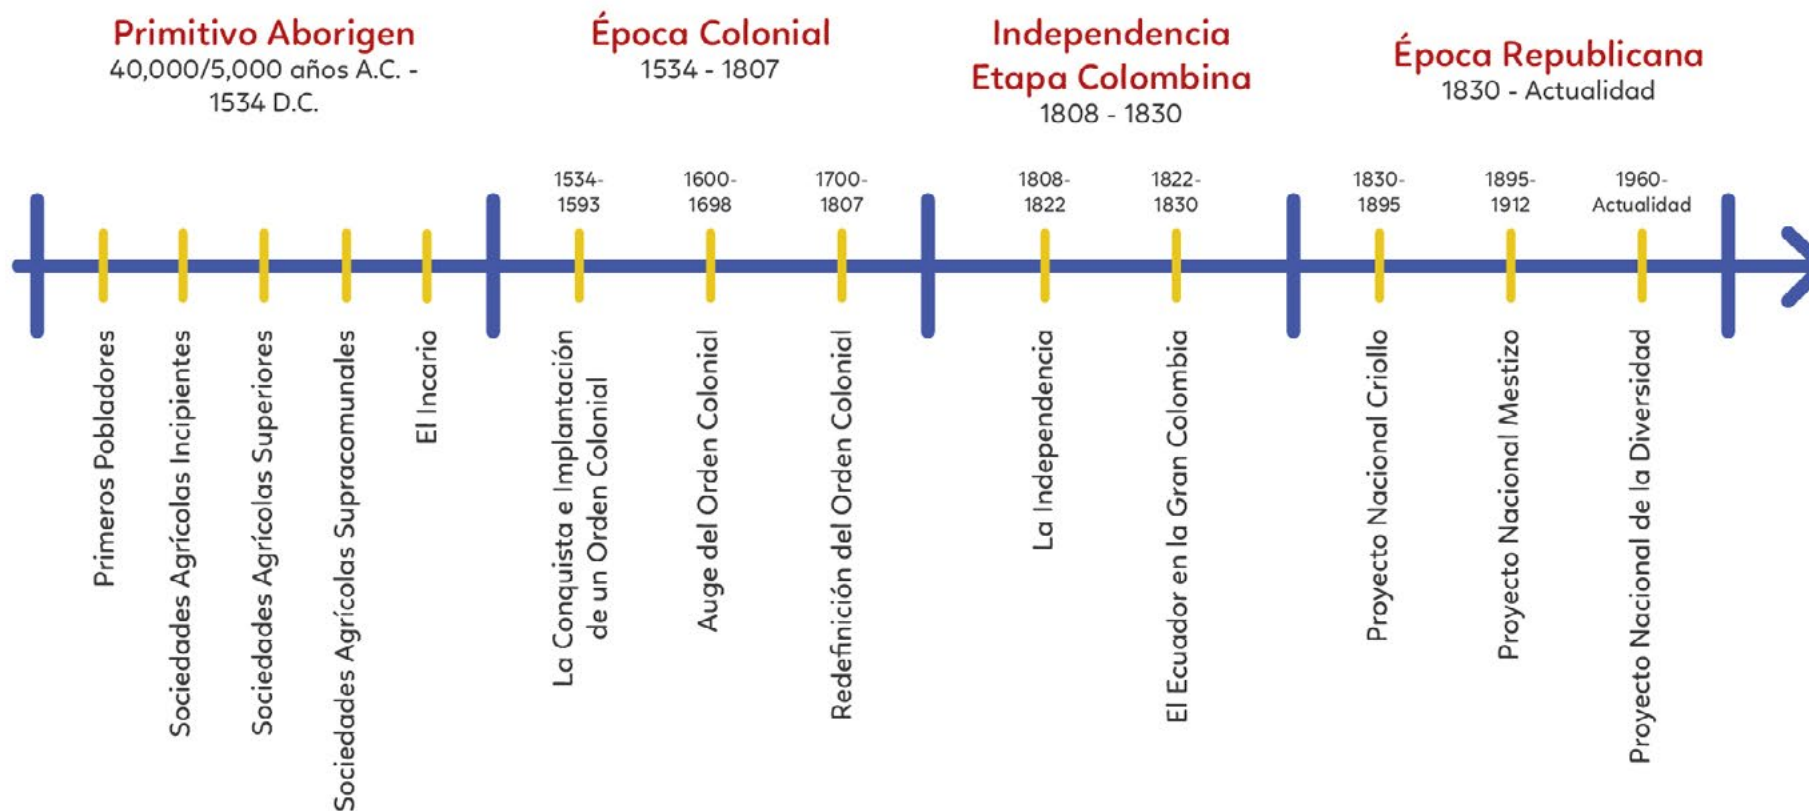 Primitivo Aborigen
40,000/5,000 años A.C. -
1534 D.C.
Época Colonial
1534 - 1807
Independencia
Etapa Colombina
1808 - 1830
Época Republicana
1830 - Actualidad
1534-
1593
1600-
1698
1700-
1807
1808-
1822
1822-
1830
1830-
1895
1895-
1912
1960-
Actualidad
Primeros Pobladores
Sociedades Agrícolas Incipientes
Sociedades Agrícolas Superiores
Sociedades Agrícolas Supracomunales
El Incario
La Conquista e Implantación
de un Orden Colonial
Auge del Orden Colonial
Redefinición del Orden Colonial
La Independencia
El Ecuador en la Gran Colombia
Proyecto Nacional Criollo
Proyecto Nacional Mestizo
Proyecto Nacional de la Diversidad